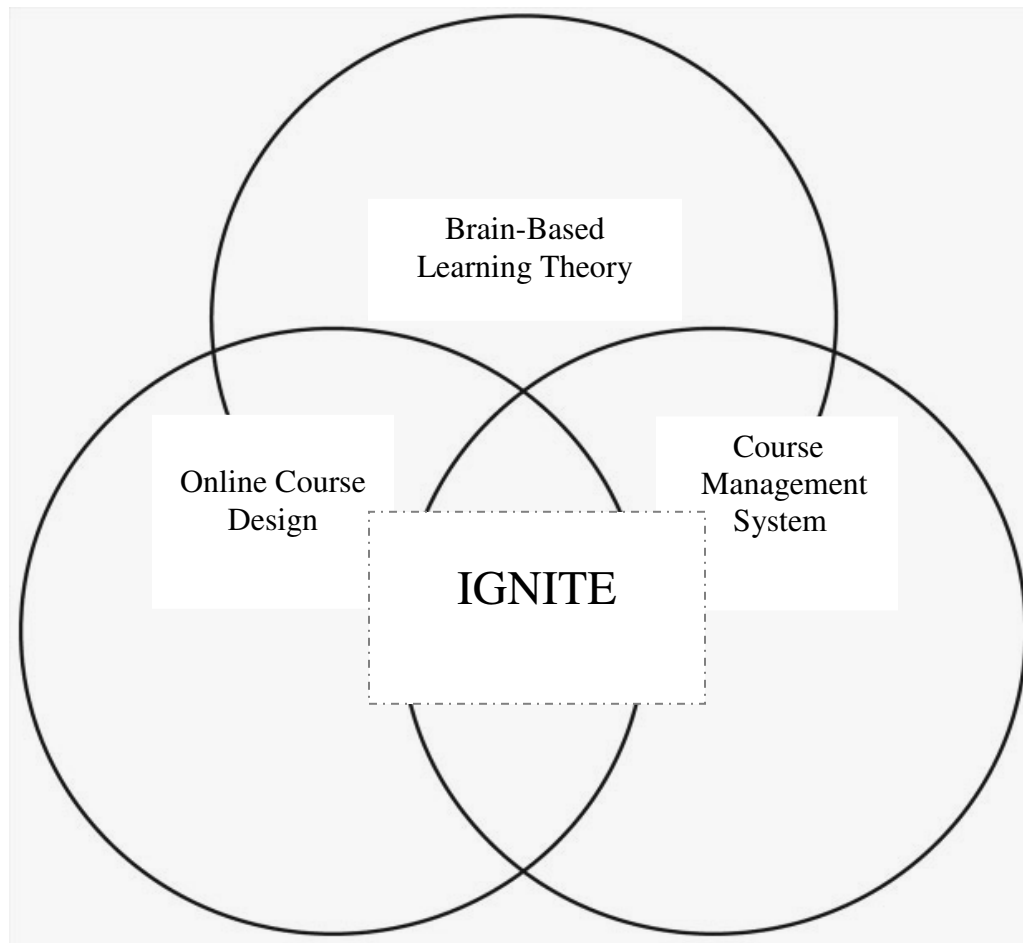 Brain-Based
Learning Theory
Online Course
Design
Course
Management
System
IGNITE